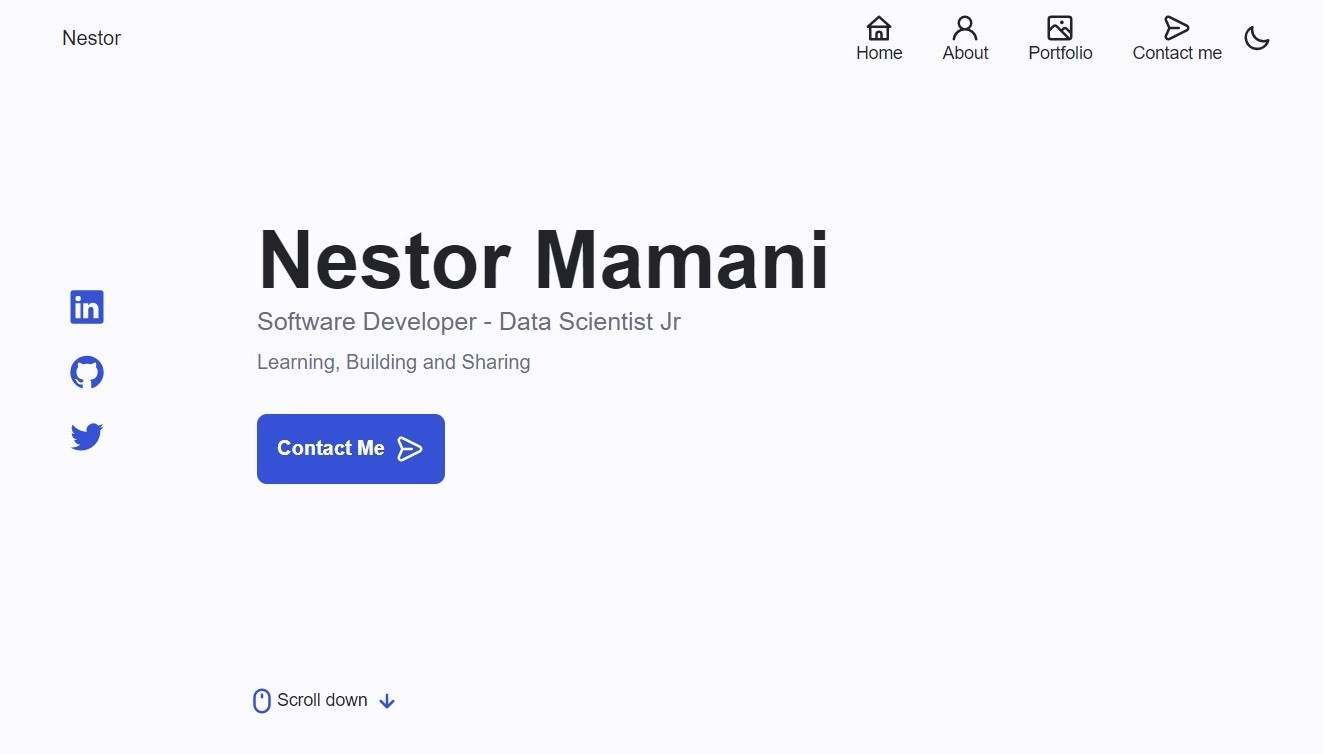 Nestor
Home
About
Portfolio
Contact me
Nestor Mamani
Software Developer - Data Scientist Jr
Learning, Building and Sharing
in
Contact Me
Scroll down